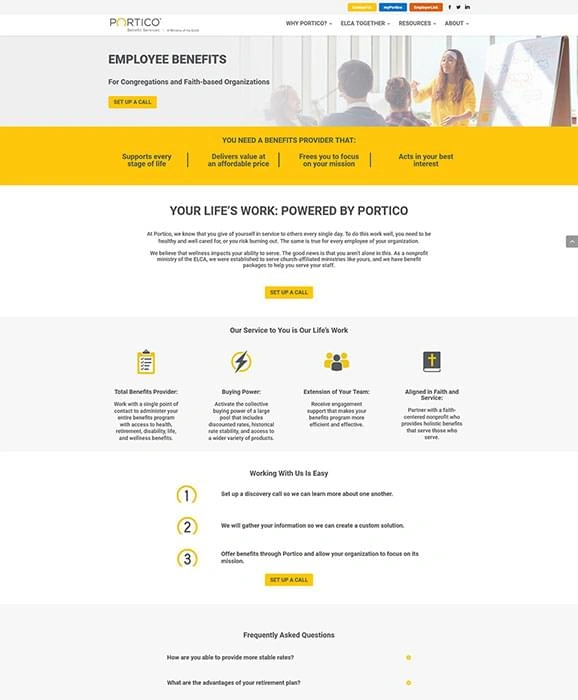 myPortico
EmployerLink
PORTICO
Benefit Services
A Ministry of the ELCA
WHY PORTICO?
ELCA TOGETHER
RESOURCES
ABOUT
EMPLOYEE BENEFITS
For Congregations and Faith-based Organizations
SET UP A CALL
YOU NEED A BENEFITS PROVIDER THAT:
Supports every
stage of life
Delivers value at
an affordable price
Frees you to focus
on your mission
Acts in your best
interest
YOUR LIFE'S WORK: POWERED BY PORTICO
At Portico, we know that you give of yourself in service to others every single day. To do this work well, you need to be
healthy and well cared for, or you risk burning out. The same is true for every employee of your organization.
We believe that wellness impacts your ability to serve. The good news is that you aren't alone in this. As a nonprofit
ministry of the ELCA, we were established to serve church-affiliated ministries like yours, and we have benefit
packages to help you serve your staff.
SET UP A CALL
Our Service to You is Our Life's Work
Total Benefits Provider:
Work with a single point of
contact to administer your
entire benefits program
with access to health,
retirement, disability, life,
and wellness benefits.
Buying Power:
Activate the collective
buying power of a large
pool that includes
discounted rates, historical
rate stability, and access to
a wider variety of products.
Extension of Your Team:
Receive engagement
support that makes your
benefits program more
efficient and effective.
Aligned in Faith and
Service:
Partner with a faith-
centered nonprofit who
provides holistic benefits
that serve those who
serve.
Working With Us Is Easy
1
Set up a discovery call so we can learn more about one another.
2
We will gather your information so we can create a custom solution.
3
Offer benefits through Portico and allow your organization to focus on its
mission.
SET UP A CALL
Frequently Asked Questions
How are you able to provide more stable rates?
What are the advantages of your retirement plan?